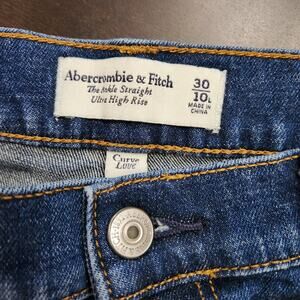 Abercrombie & Fitch
The Ankle Straight
Ultra High Rise
30
10L
MADE IN
CHINA
Curve
Love